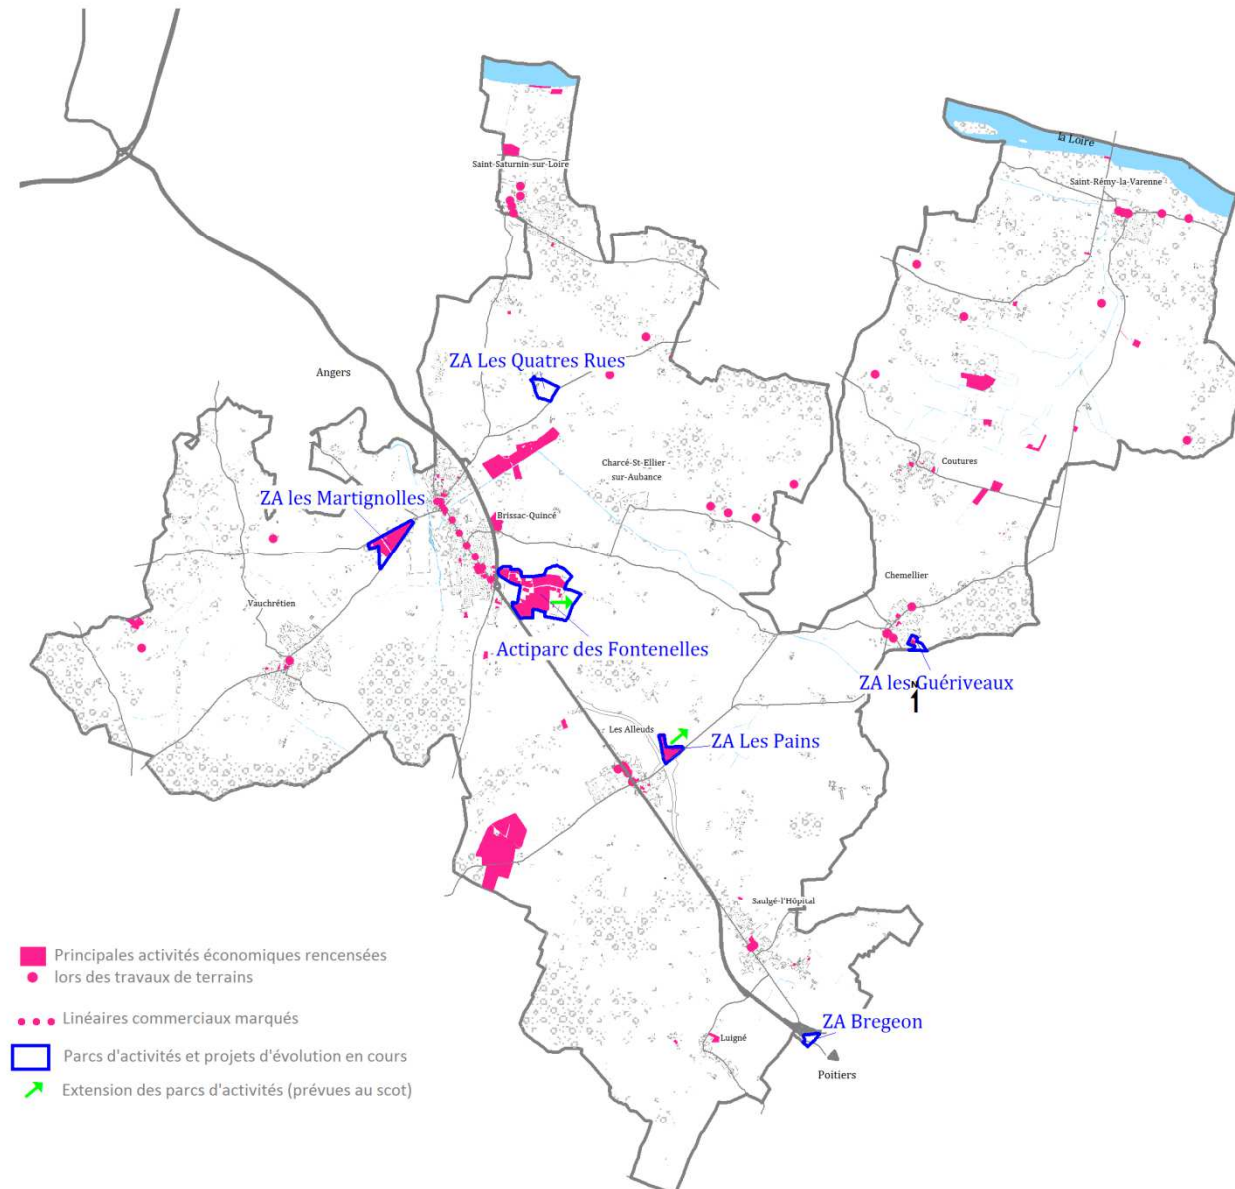 la Loire
Saint-Saturnin-sur-Loire
Saint-Rémy-la-Varenne
ZA Les Quatres Rues
Angers
Charcé-St-Ellier
sur-Aubance
Coutures
ZA les Martignolles
Brissac-Quincé
Chemellier
Vauchrétien
Actiparc des Fontenelles
ZA les Guériveaux
N
Les Alleuds
ZA Les Pains
Saulgé-l'Hôpital
ZA Bregeon
Luigné
Poitiers
Principales activités économiques rencensées
lors des travaux de terrains
Linéaires commerciaux marqués
Parcs d'activités et projets d'évolution en cours
Extension des parcs d'activités (prévues au scot)